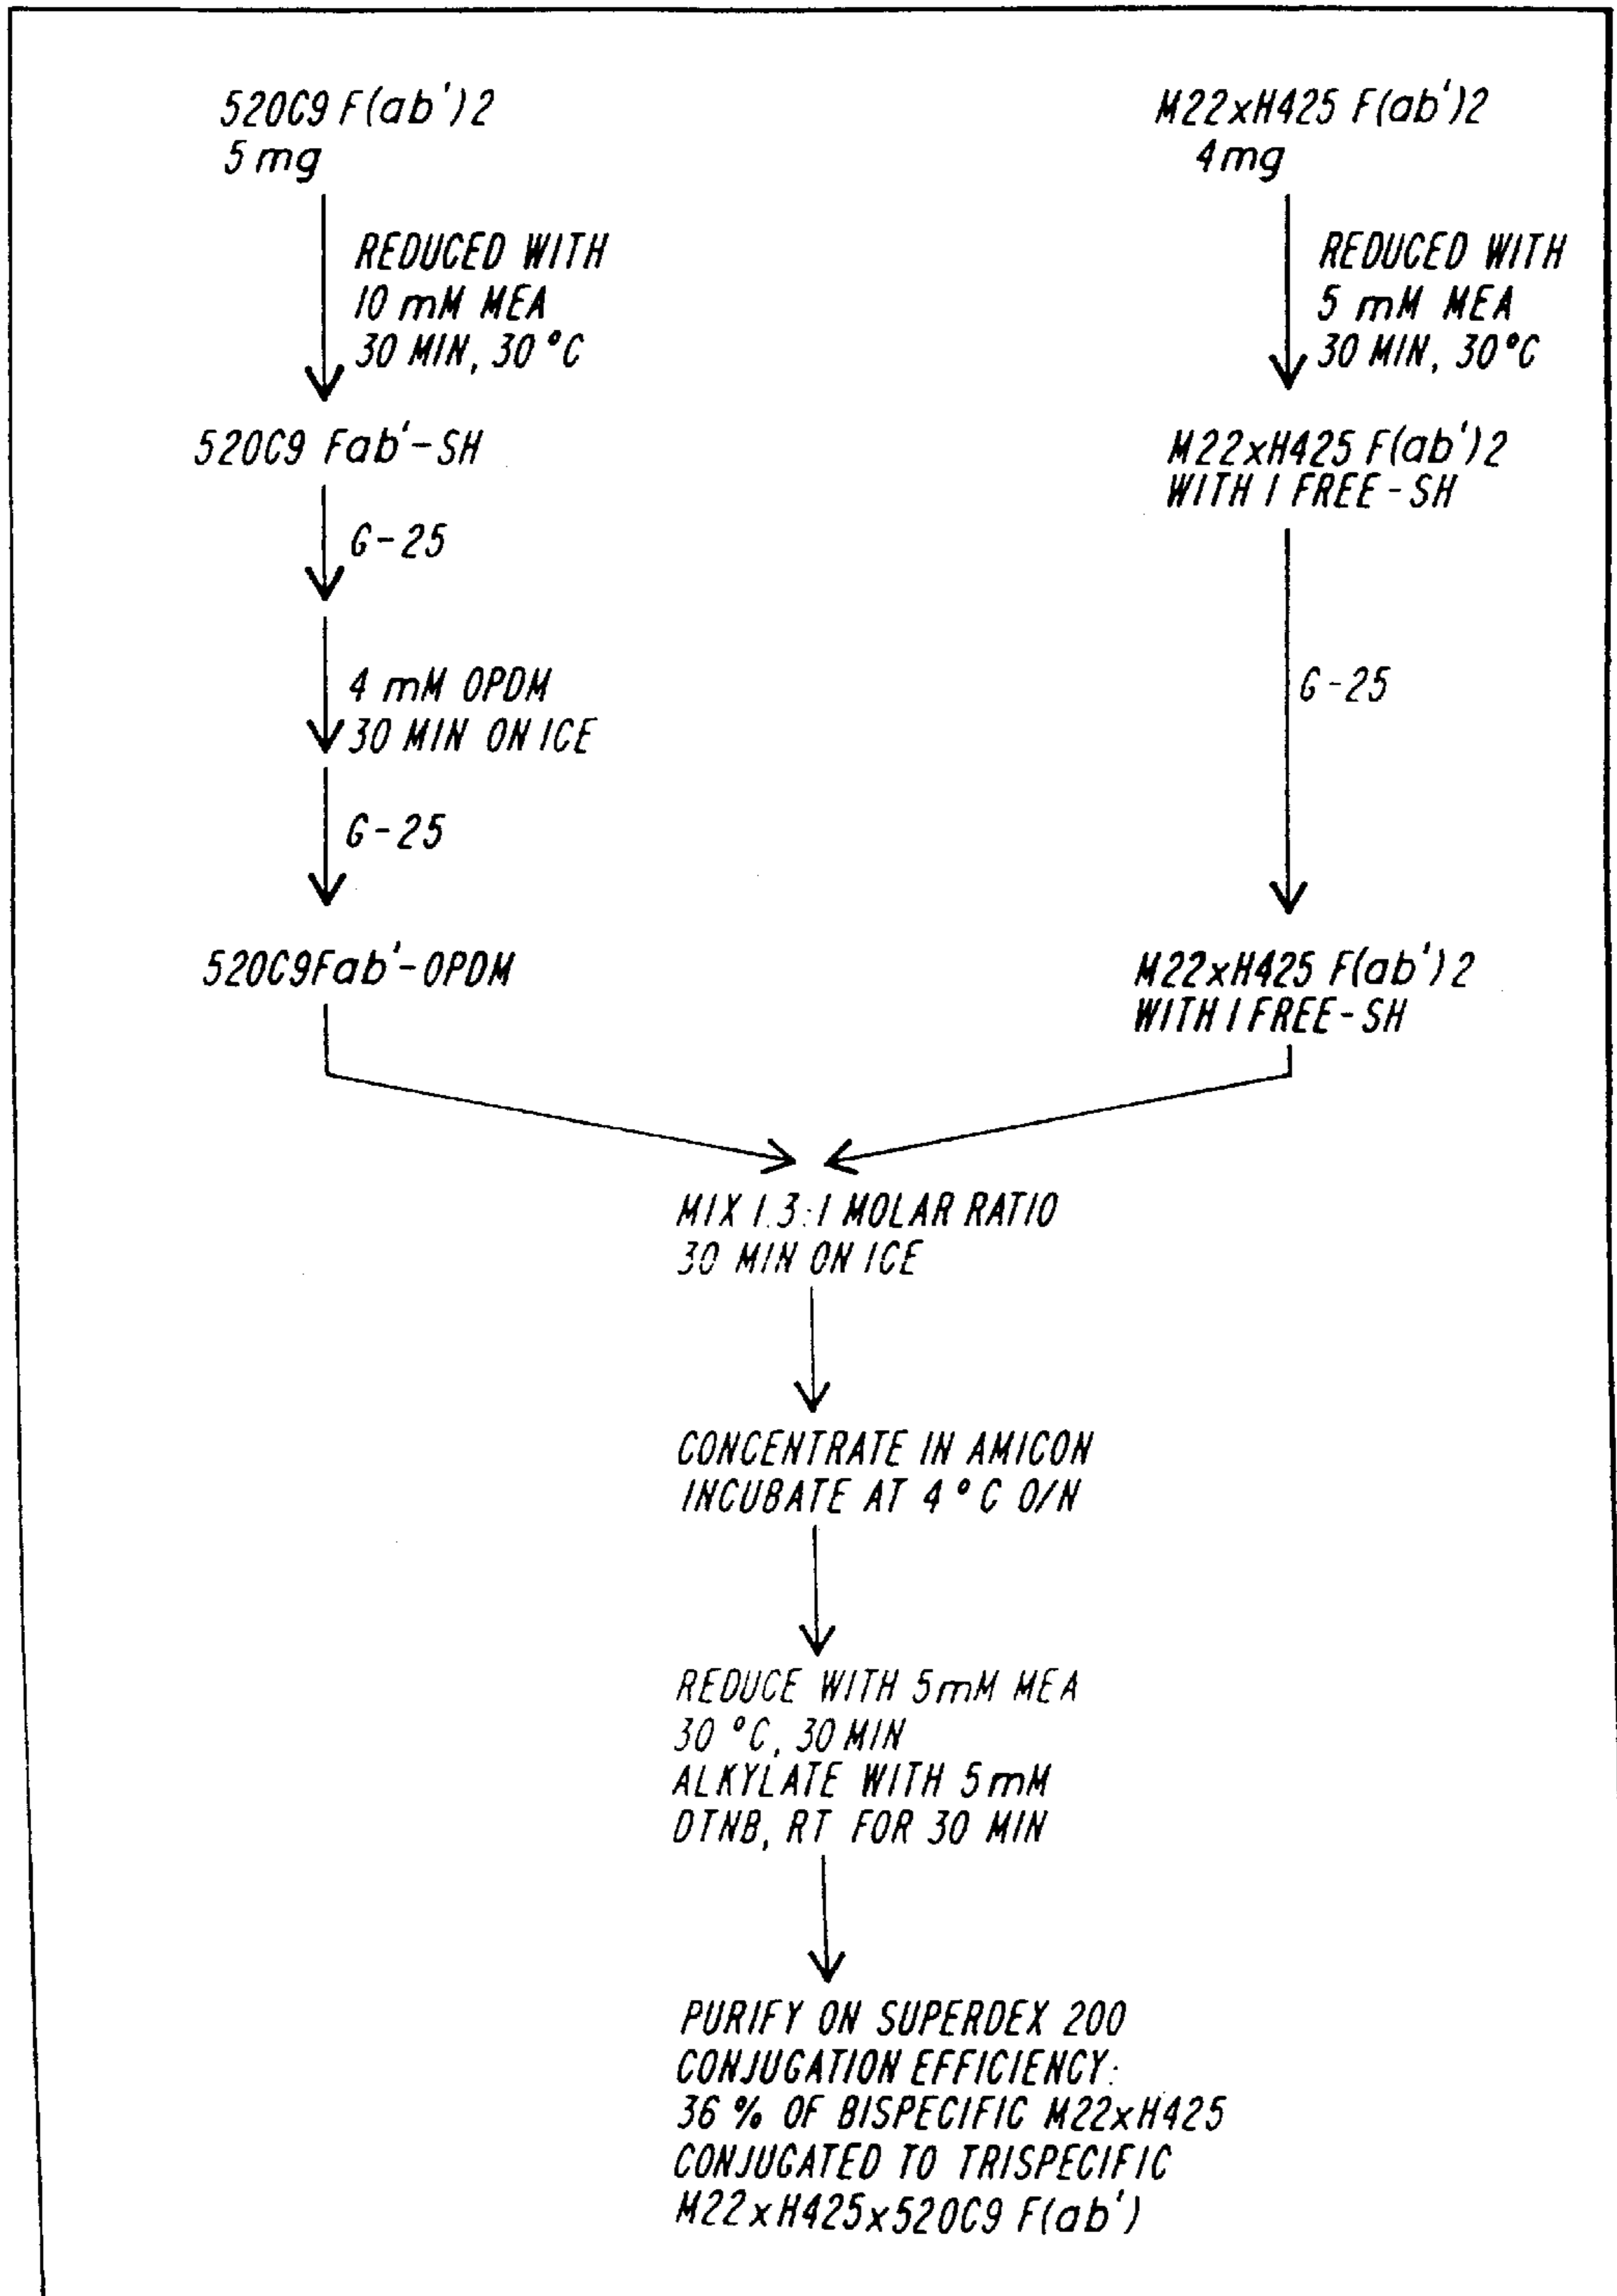 520C9 F(ab')2
5 mg
REDUCED WITH
10 mM MEA
30 MIN, 30°C
520C9 Fab'-SH
G-25
4 mM OPDM
30 MIN ON ICE
G-25
520C9Fab'-OPDM
M22xH425 F(ab')2
4mg
REDUCED WITH
5 mM MEA
30 MIN, 30°C
M22xH425 F(ab')2
WITH 1 FREE-SH
G-25
M22xH425 F(ab')2
WITH 1 FREE-SH
MIX 1.3:1 MOLAR RATIO
30 MIN ON ICE
CONCENTRATE IN AMICON
INCUBATE AT 4°C O/N
REDUCE WITH 5mM MEA
30 °C, 30 MIN
ALKYLATE WITH 5mM
DTNB, RT FOR 30 MIN
PURIFY ON SUPERDEX 200
CONJUGATION EFFICIENCY:
36 % OF BISPECIFIC M22xH425
CONJUGATED TO TRISPECIFIC
M22xH425x520C9 F(ab')